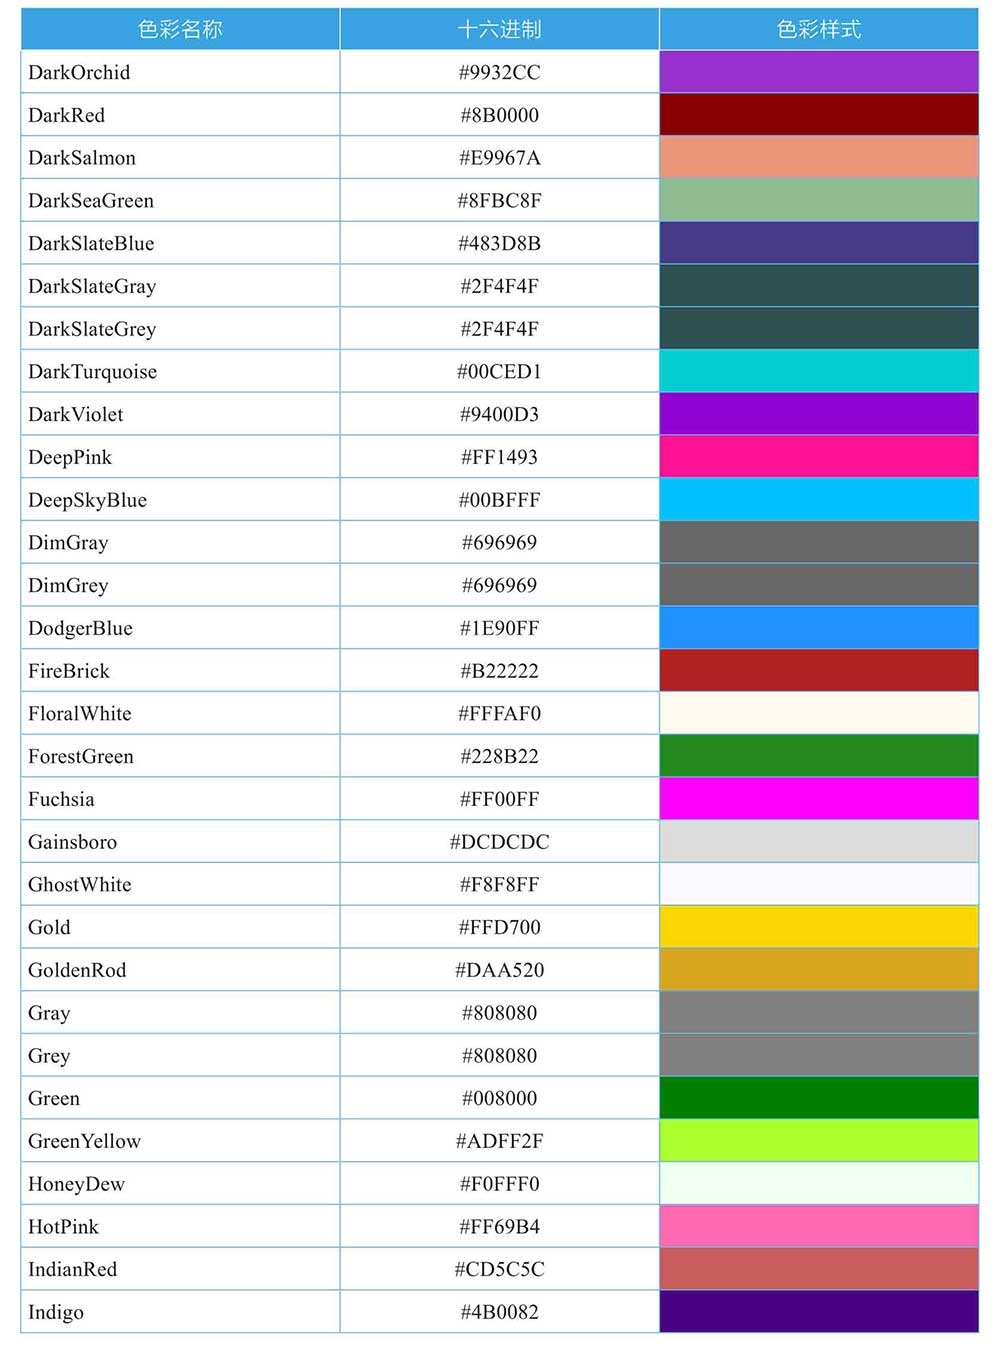 色彩名称 十六进制 色彩样式
DarkOrchid #9932CC
DarkRed #8B0000
DarkSalmon #E9967A
DarkSeaGreen #8FBC8F
DarkSlateBlue #483D8B
DarkSlateGray #2F4F4F
DarkSlateGrey #2F4F4F
DarkTurquoise #00CED1
DarkViolet #9400D3
DeepPink #FF1493
DeepSkyBlue #00BFFF
DimGray #696969
DimGrey #696969
DodgerBlue #1E90FF
FireBrick #B22222
FloralWhite #FFFAF0
ForestGreen #228B22
Fuchsia #FF00FF
Gainsboro #DCDCDC
GhostWhite #F8F8FF
Gold #FFD700
GoldenRod #DAA520
Gray #808080
Grey #808080
Green #008000
GreenYellow #ADFF2F
HoneyDew #F0FFF0
HotPink #FF69B4
IndianRed #CD5C5C
Indigo #4B0082